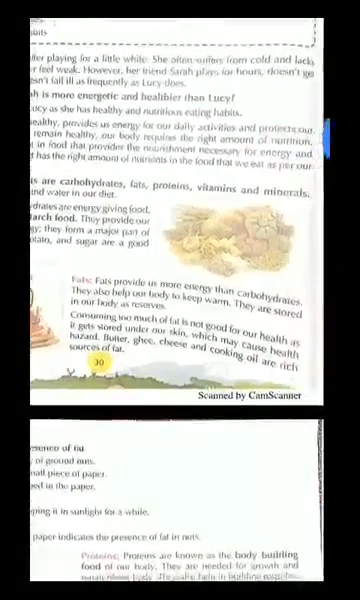 after playing for a little while. She often suffers from cold and lacks
or feel weak. However, her friend Sarah plays for hours, doesn't get
doesn't fall ill as frequently as Lucy does.
ah is more energetic and healthier than Lucy?
Lucy as she has healthy and nutritious eating habits.
healthy, provides us energy for our daily activities and protects our
remain healthy, our body requires the right amount of nutrition.
t in food that provides the nourishment necessary for energy and
t has the right amount of nutrients in the food that we eat as per our
ts are carbohydrates, fats, proteins, vitamins and minerals.
and water in our diet.
ydrates are energy giving food.
tarch food. They provide our
gy; they form a major part of
otato, and sugar are a good
Fats: Fats provide us more energy than carbohydrates.
They also help our body to keep warm. They are stored
in our body as reserves.
Consuming too much of fat is not good for our health as
it gets stored under our skin, which may cause health
hazard. Butter, ghee, cheese and cooking oil are rich
sources of fat.
30
Scanned by CamScanner
esence of fat
of ground nuts.
mall piece of paper.
ped in the paper.
ping it in sunlight for a while.
paper indicates the presence of fat in nuts.
Proteins: Proteins are known as the body building
food of our body. They are needed for growth and